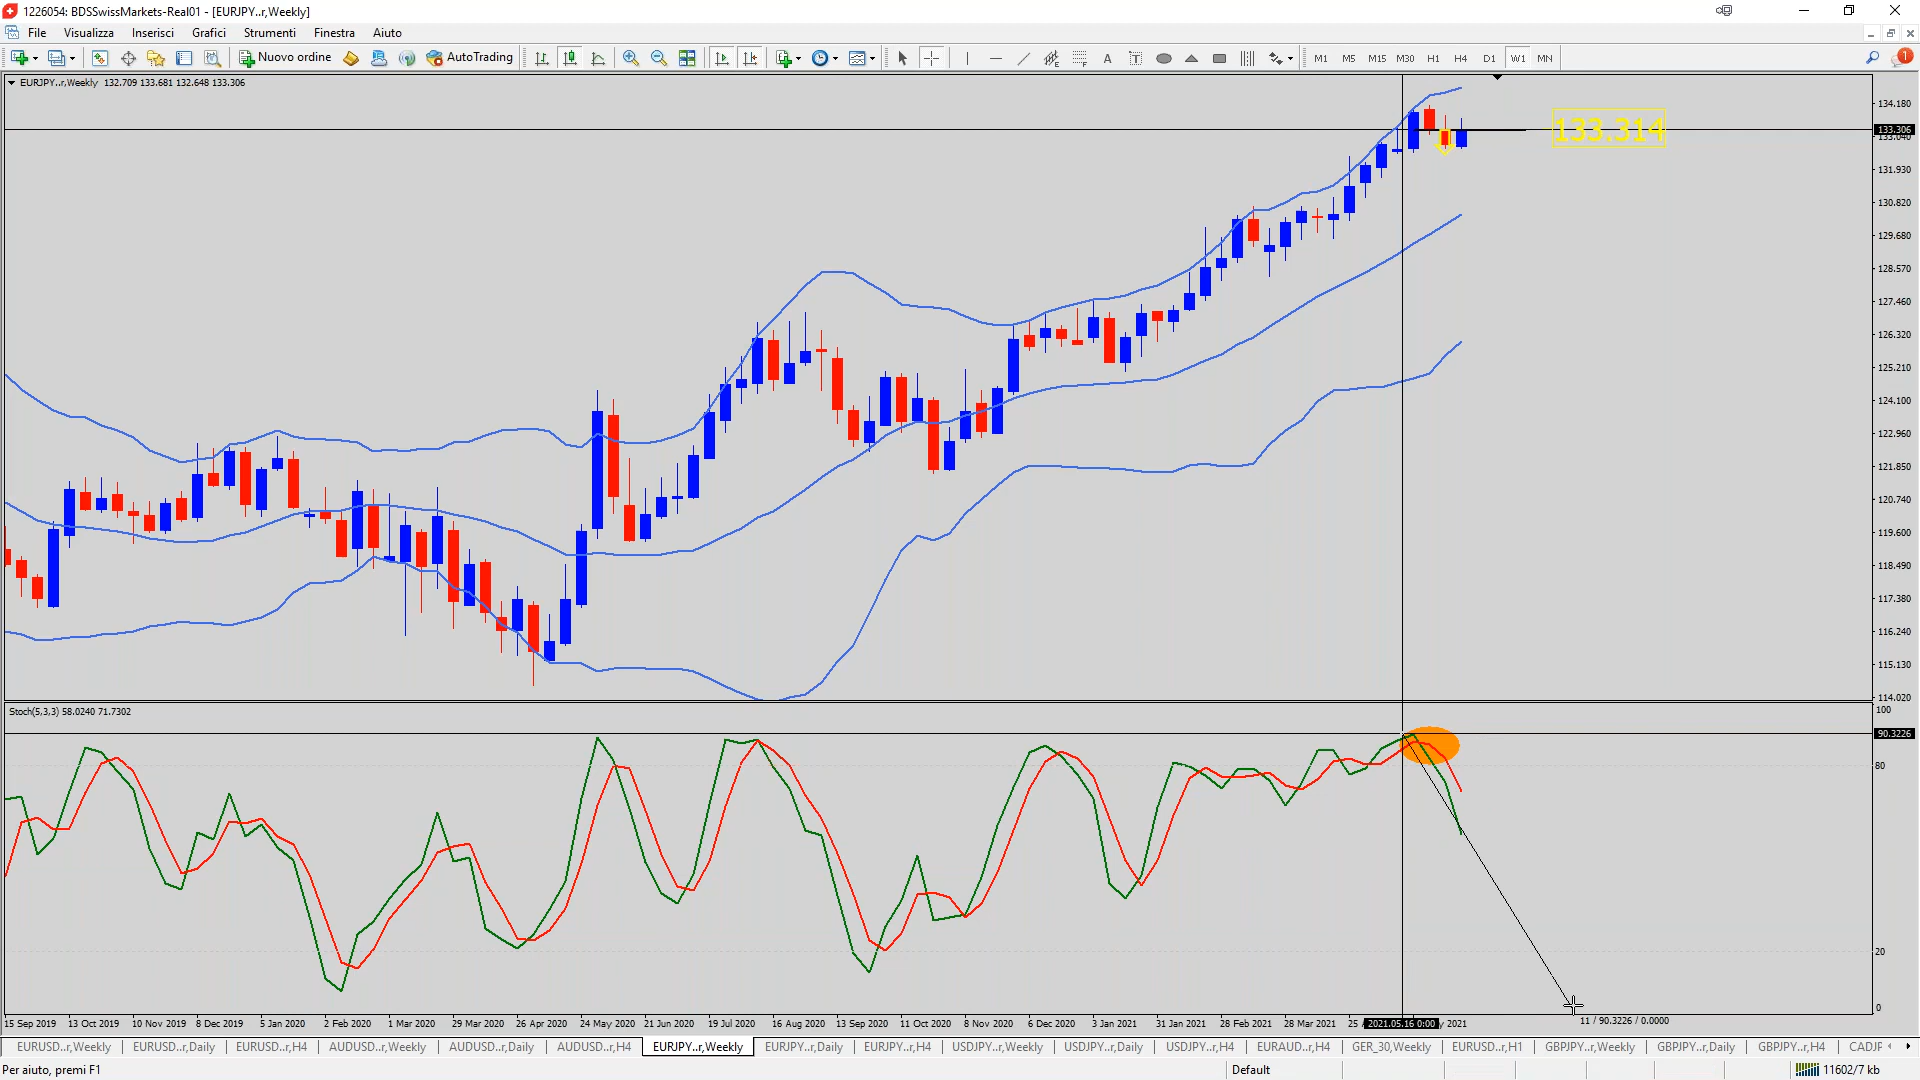 1226054: BDSSwissMarkets-Real01 - [EURJPY..r,Weekly]
File Visualizza Inserisci Grafici Strumenti Finestra Aiuto
Nuovo ordine AutoTrading A T M1 M5 M15 M30 H1 H4 D1 W1 MN 1
EURJPY..r,Weekly 132.709 133.681 132.648 133.306
134.180
133.314
133.306
133.040
131.930
130.820
129.680
128.570
127.460
126.320
125.210
124.100
122.960
121.850
120.740
119.600
118.490
117.380
116.240
115.130
114.020
Stoch(5,3,3) 58.0240 71.7302
100
90.3226
80
20
0
11 / 90.3226 / 0.0000
15 Sep 2019 13 Oct 2019 10 Nov 2019 8 Dec 2019 5 Jan 2020 2 Feb 2020 1 Mar 2020 29 Mar 2020 26 Apr 2020 24 May 2020 21 Jun 2020 19 Jul 2020 16 Aug 2020 13 Sep 2020 11 Oct 2020 8 Nov 2020 6 Dec 2020 3 Jan 2021 31 Jan 2021 28 Feb 2021 28 Mar 2021 25 2021.05.16 0:00 y 2021
EURUSD..r,Weekly EURUSD..r,Daily EURUSD..r,H4 AUDUSD..r,Weekly AUDUSD..r,Daily AUDUSD..r,H4 EURJPY..r,Weekly EURJPY..r,Daily EURJPY..r,H4 USDJPY..r,Weekly USDJPY..r,Daily USDJPY..r,H4 EURAUD..r,H4 GER_30,Weekly EURUSD..r,H1 GBPJPY..r,Weekly GBPJPY..r,Daily GBPJPY..r,H4 CADJF
Per aiuto, premi F1 Default 11602/7 kb